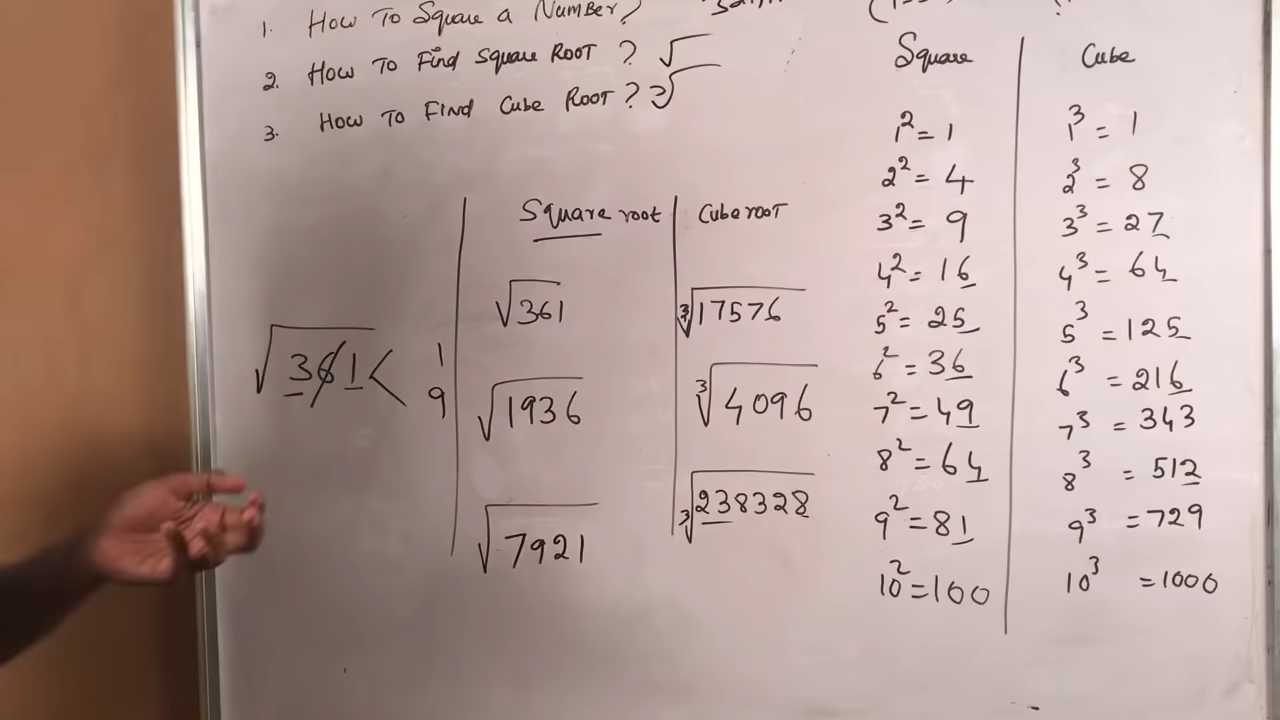 1. How To Square a Number?
2. How To Find Square Root ? √
3. How To Find Cube Root ? ∛
Square root | Cube root
√361 | ∛17576
√1936 | ∛4096
√7921 | ∛238328
√361 < 1 9
Square | Cube
1² = 1 | 1³ = 1
2² = 4 | 2³ = 8
3² = 9 | 3³ = 27
4² = 16 | 4³ = 64
5² = 25 | 5³ = 125
6² = 36 | 6³ = 216
7² = 49 | 7³ = 343
8² = 64 | 8³ = 512
9² = 81 | 9³ = 729
10² = 100 | 10³ = 1000